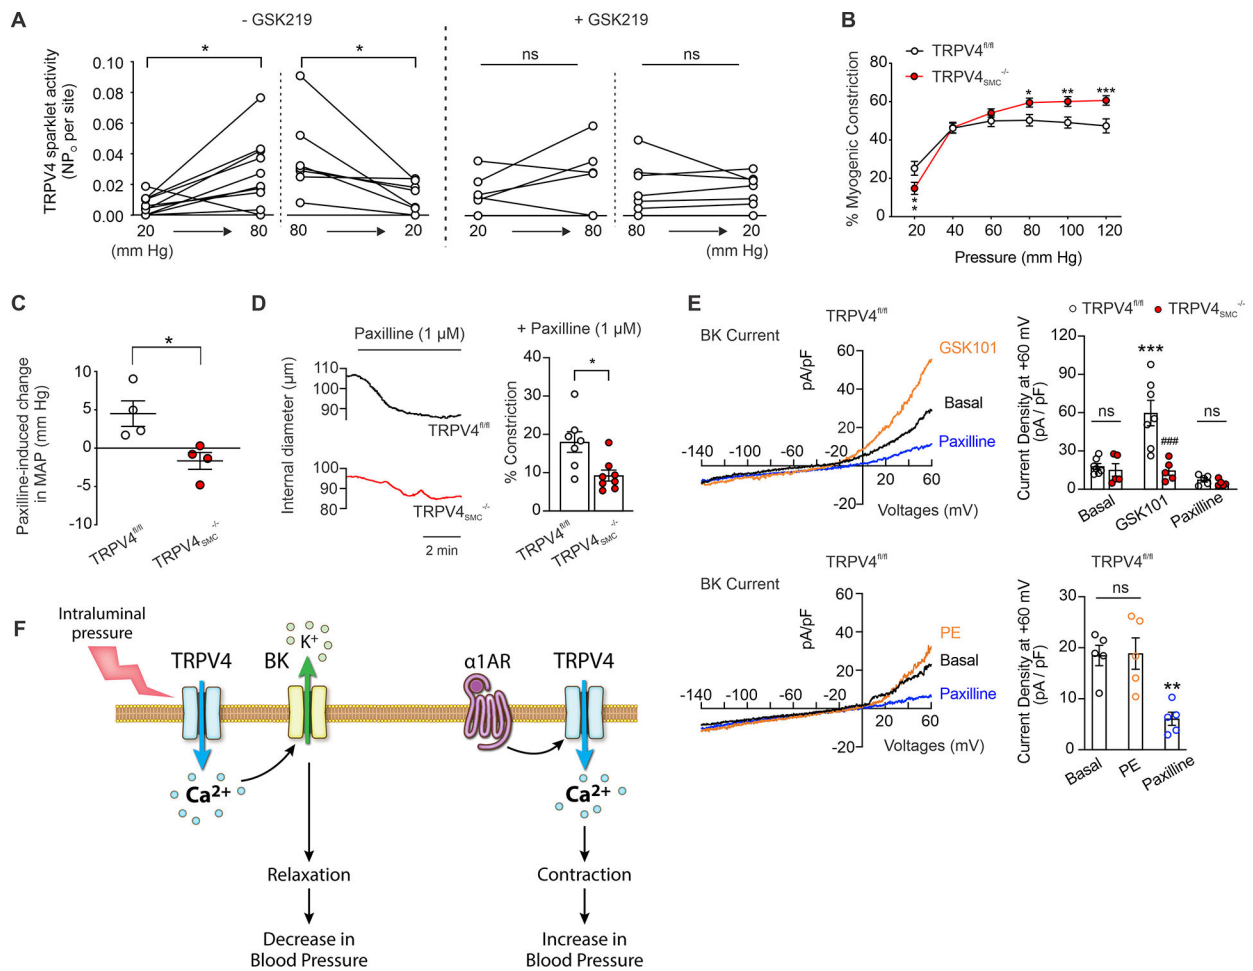 A
- GSK219
+ GSK219
TRPV4 sparklet activity
(NPO per site)
0.10
0.08
0.06
0.04
0.02
0.00
*
*
ns
ns
20
80
80
20
20
80
80
20
(mm Hg)
(mm Hg)
B
TRPV4fl/fl
TRPV4SMC-/-
% Myogenic Constriction
80
60
40
20
0
*
**
***
*
*
20
40
60
80
100
120
Pressure (mm Hg)
C
Paxilline-induced change
in MAP (mm Hg)
10
5
0
-5
-10
*
TRPV4fl/fl
TRPV4SMC-/-
D
Paxilline (1 µM)
Internal diameter (µm)
110
100
90
TRPV4fl/fl
100
90
80
TRPV4SMC-/-
2 min
+ Paxilline (1 µM)
% Constriction
40
30
20
10
0
*
TRPV4fl/fl
TRPV4SMC-/-
E
BK Current
TRPV4fl/fl
pA/pF
60
40
20
-20
GSK101
Basal
Paxilline
-140
-100
-60
-20
20
60
Voltages (mV)
TRPV4fl/fl
TRPV4SMC-/-
Current Density at +60 mV
(pA / pF)
120
90
60
30
0
ns
***
###
ns
Basal
GSK101
Paxilline
BK Current
TRPV4fl/fl
pA/pF
60
40
20
-20
PE
Basal
Paxilline
-140
-100
-60
-20
20
60
Voltages (mV)
TRPV4fl/fl
Current Density at +60 mV
(pA / pF)
30
20
10
0
ns
**
Basal
PE
Paxilline
F
Intraluminal
pressure
TRPV4
BK
K+
α1AR
TRPV4
Ca2+
Ca2+
Relaxation
Contraction
Decrease in
Blood Pressure
Increase in
Blood Pressure